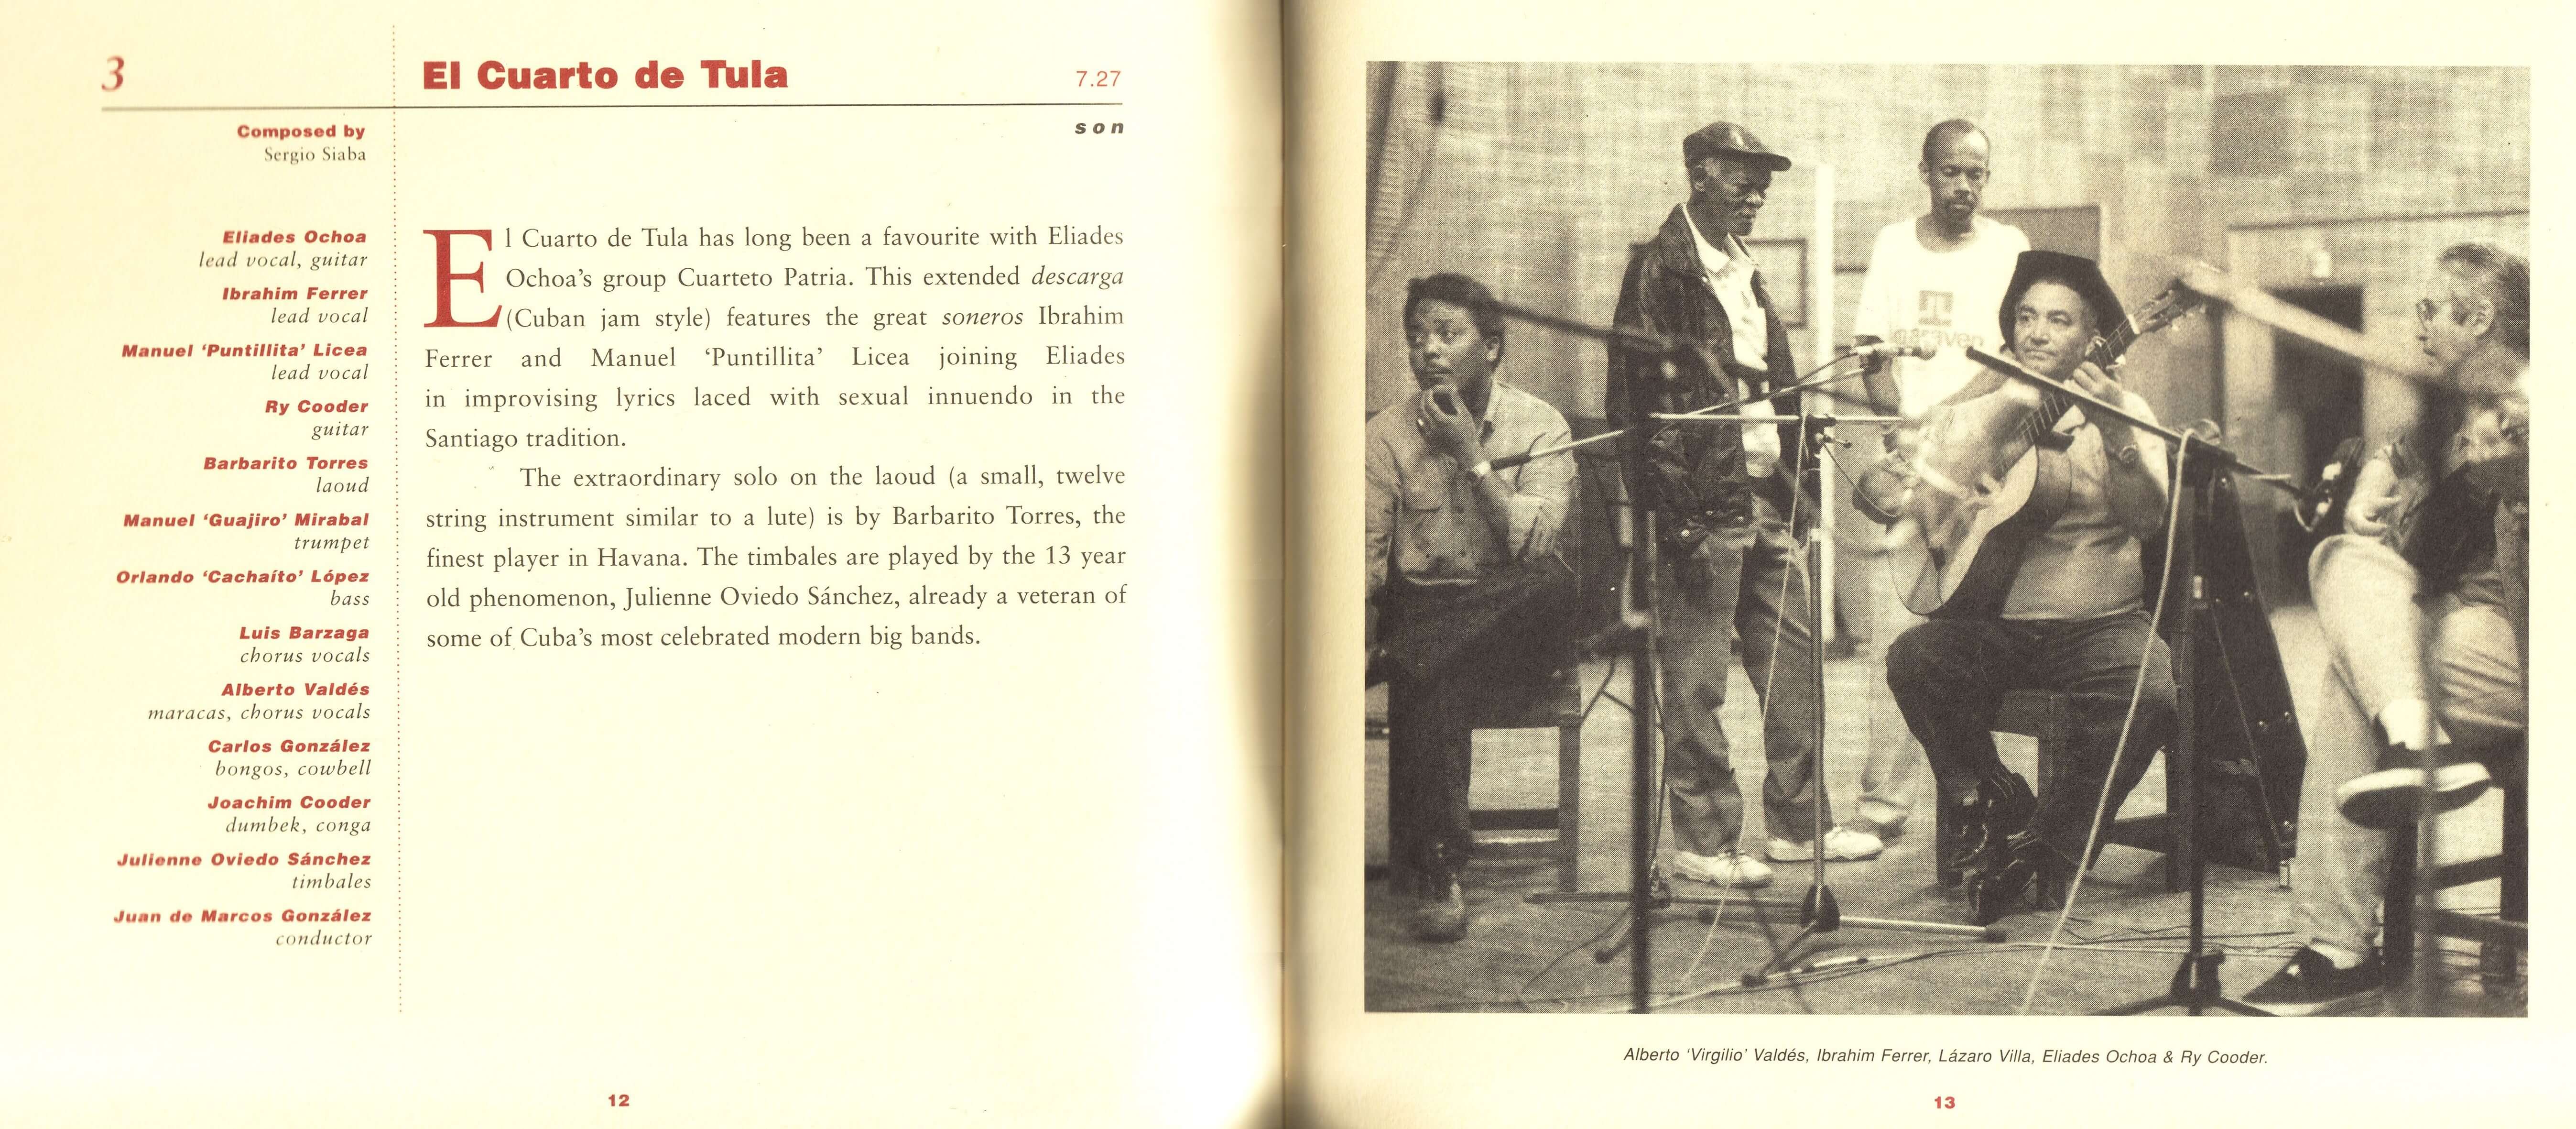 3
El Cuarto de Tula
7.27
son
Composed by
Sergio Siaba
Eliades Ochoa
lead vocal, guitar
Ibrahim Ferrer
lead vocal
Manuel ‘Puntillita’ Licea
lead vocal
Ry Cooder
guitar
Barbarito Torres
laoud
Manuel ‘Guajiro’ Mirabal
trumpet
Orlando ‘Cachaíto’ López
bass
Luis Barzaga
chorus vocals
Alberto Valdés
maracas, chorus vocals
Carlos González
bongos, cowbell
Joachim Cooder
dumbek, conga
Julienne Oviedo Sánchez
timbales
Juan de Marcos González
conductor
El Cuarto de Tula has long been a favourite with Eliades
Ochoa’s group Cuarteto Patria. This extended descarga
(Cuban jam style) features the great soneros Ibrahim
Ferrer and Manuel ‘Puntillita’ Licea joining Eliades
in improvising lyrics laced with sexual innuendo in the
Santiago tradition.
The extraordinary solo on the laoud (a small, twelve
string instrument similar to a lute) is by Barbarito Torres, the
finest player in Havana. The timbales are played by the 13 year
old phenomenon, Julienne Oviedo Sánchez, already a veteran of
some of Cuba’s most celebrated modern big bands.
12
Alberto ‘Virgilio’ Valdés, Ibrahim Ferrer, Lázaro Villa, Eliades Ochoa & Ry Cooder.
13